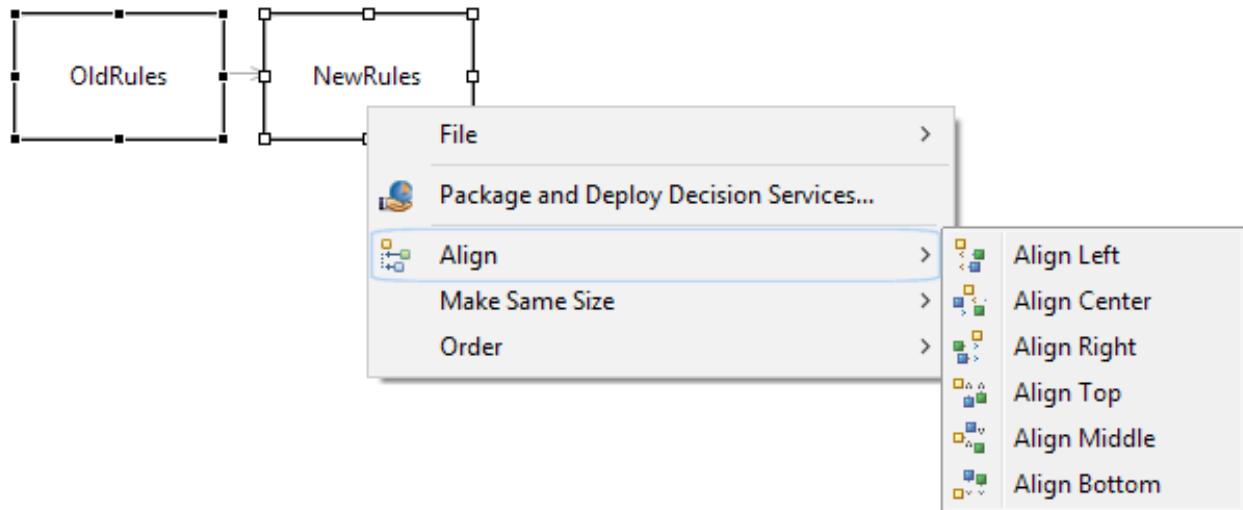 OldRules
NewRules
File
Package and Deploy Decision Services...
Align
Make Same Size
Order
Align Left
Align Center
Align Right
Align Top
Align Middle
Align Bottom